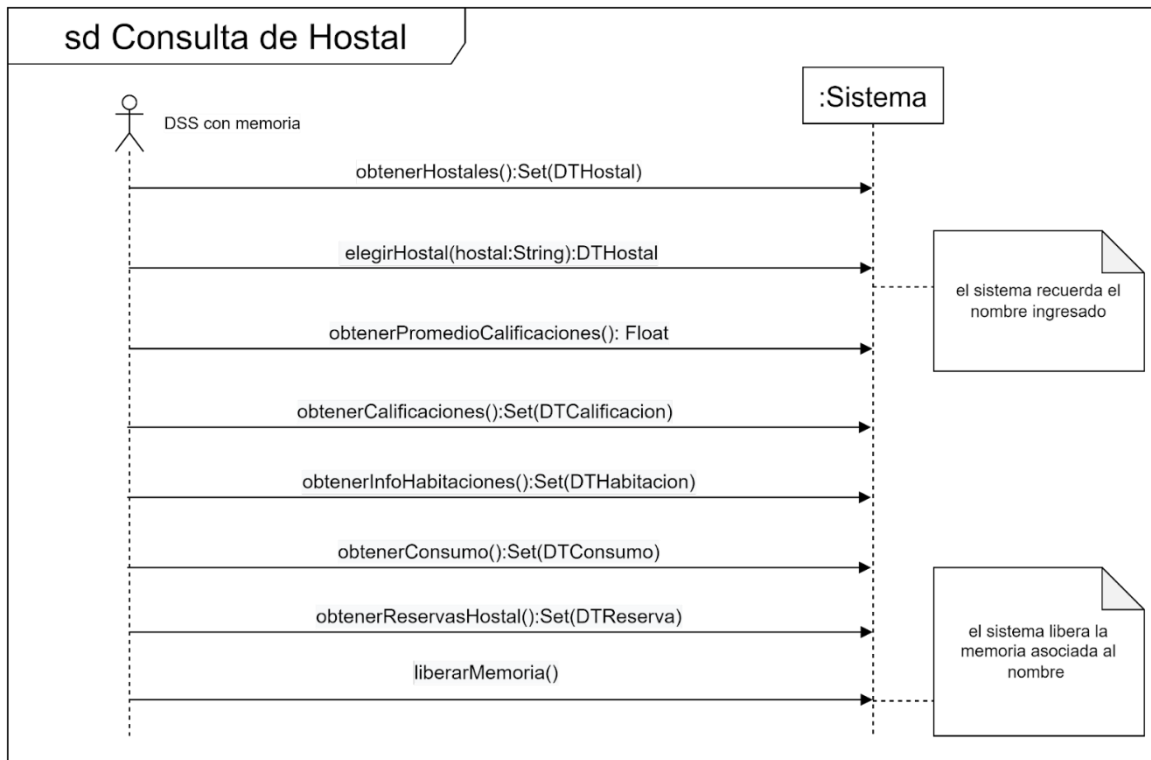 sd Consulta de Hostal
DSS con memoria
:Sistema
obtenerHostales():Set(DTHostal)
elegirHostal(hostal:String):DTHostal
el sistema recuerda el
nombre ingresado
obtenerPromedioCalificaciones(): Float
obtenerCalificaciones():Set(DTCalificacion)
obtenerInfoHabitaciones():Set(DTHabitacion)
obtenerConsumo():Set(DTConsumo)
obtenerReservasHostal():Set(DTReserva)
el sistema libera la
memoria asociada al
nombre
liberarMemoria()